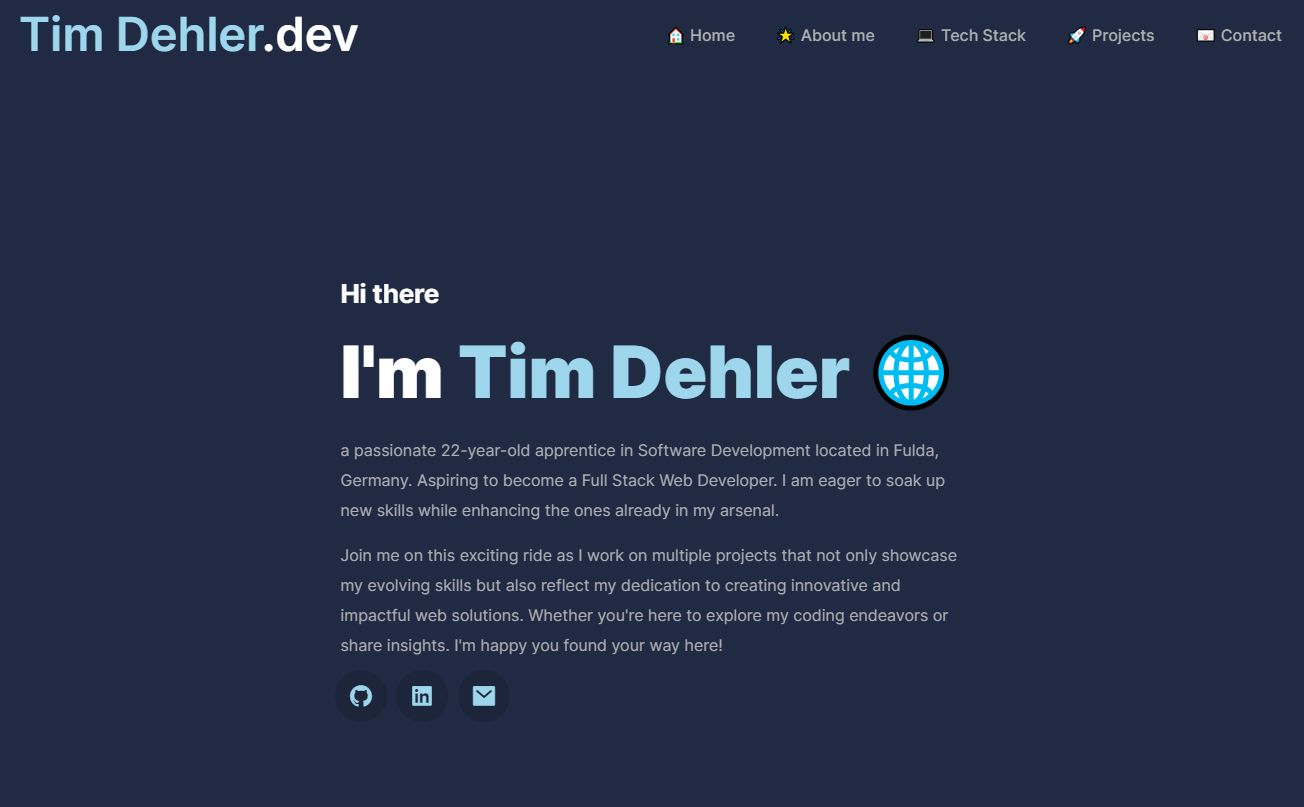 Tim Dehler.dev
Home
About me
Tech Stack
Projects
Contact
Hi there
I'm Tim Dehler
a passionate 22-year-old apprentice in Software Development located in Fulda,
Germany. Aspiring to become a Full Stack Web Developer. I am eager to soak up
new skills while enhancing the ones already in my arsenal.
Join me on this exciting ride as I work on multiple projects that not only showcase
my evolving skills but also reflect my dedication to creating innovative and
impactful web solutions. Whether you're here to explore my coding endeavors or
share insights. I'm happy you found your way here!
in